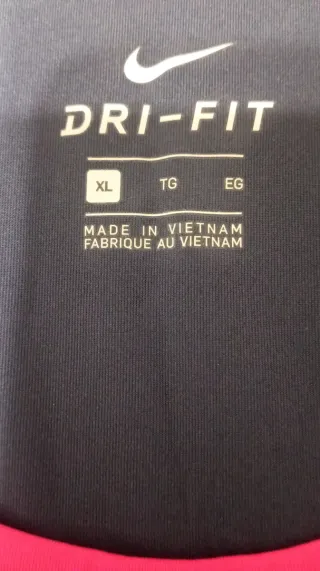 DRI-FIT
XL TG EG
MADE IN VIETNAM
FABRIQUE AU VIETNAM